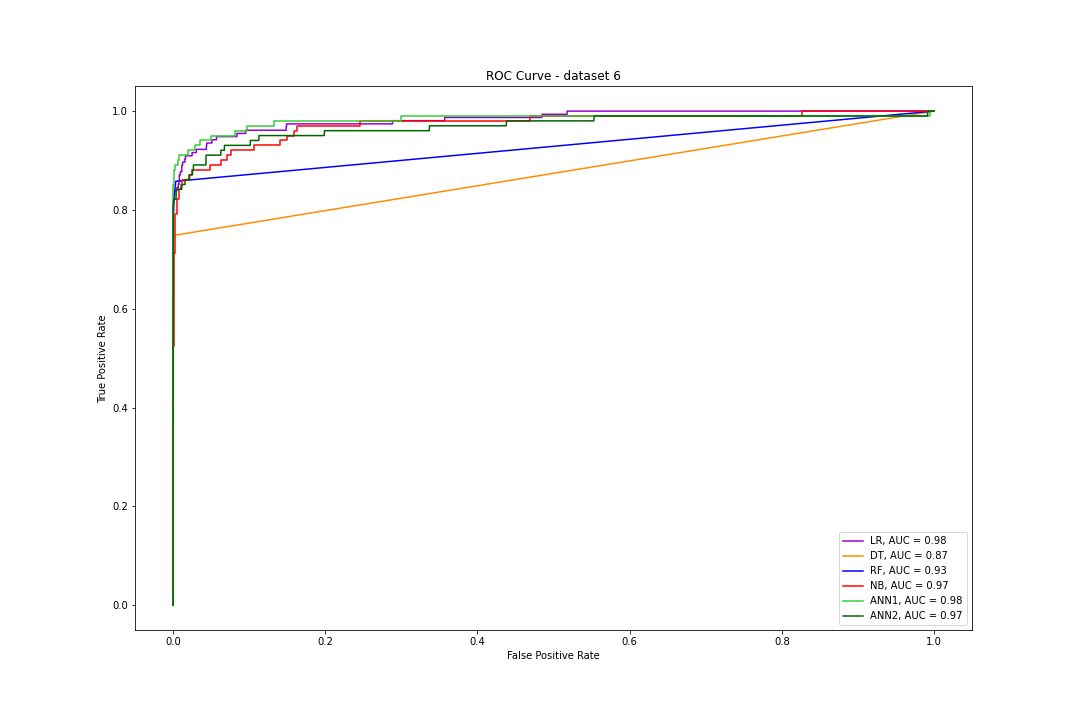 ROC Curve - dataset 6
1.0
0.8
0.6
0.4
0.2
0.0
True Positive Rate
0.0 0.2 0.4 0.6 0.8 1.0
False Positive Rate
LR, AUC = 0.98
DT, AUC = 0.87
RF, AUC = 0.93
NB, AUC = 0.97
ANN1, AUC = 0.98
ANN2, AUC = 0.97